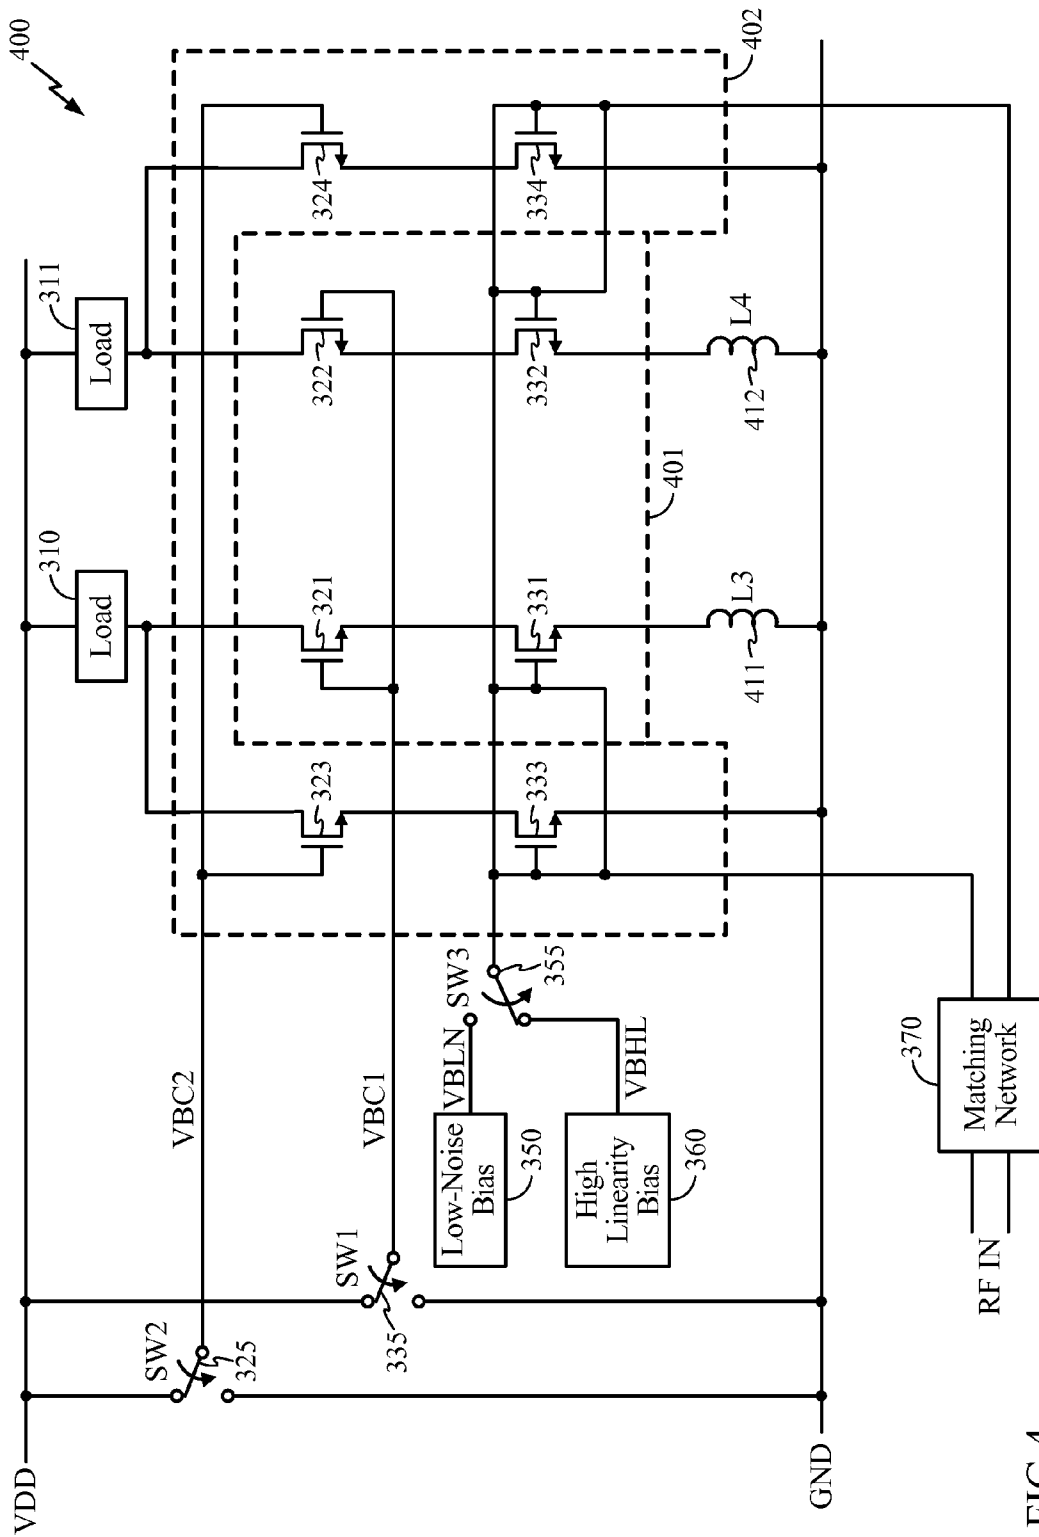 400
402
311
310
Load
Load
324
334
322
332
L4
412
401
321
331
L3
411
323
333
VBC2
VBC1
SW3
355
VBLN
VBHL
Low-Noise
Bias
350
High
Linearity
Bias
360
SW1
335
SW2
325
VDD
GND
370
Matching
Network
RF IN
FIG 4